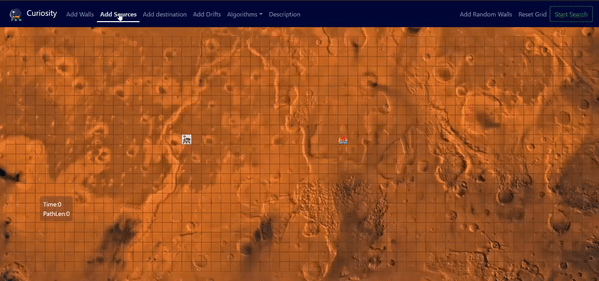 Curiosity Add Walls Add Sources Add destination Add Drifts Algorithms Description Add Random Walls Reset Grid Start Search
Time:0
PathLen:0